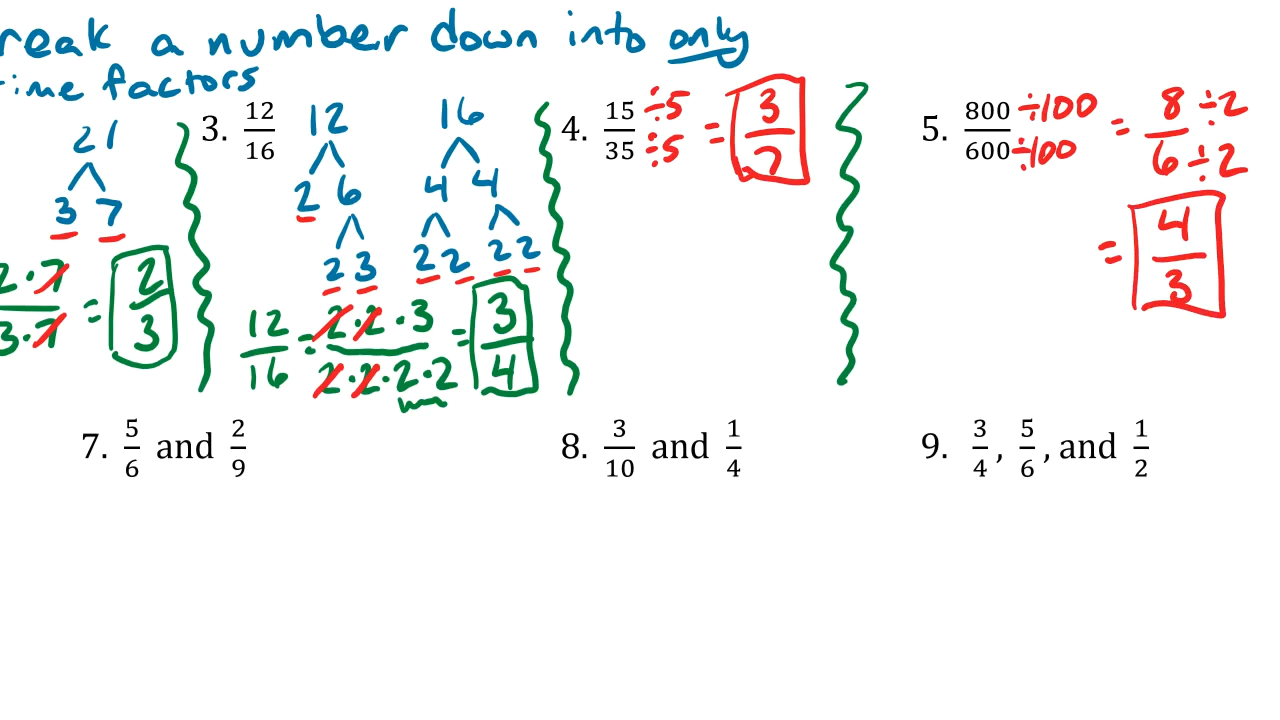 reak a number down into only
time factors
21
3 7
2·7 / 3·7 = 2/3
3. 12/16
12
2 6
2 3
16
4 4
2 2 2 2
12/16 = 2·2·3 / 2·2·2·2 = 3/4
4. 15/35 ÷5/÷5 = 3/7
5. 800/600 ÷100/÷100 = 8/6 ÷2/÷2
= 4/3
7. 5/6 and 2/9
8. 3/10 and 1/4
9. 3/4, 5/6, and 1/2